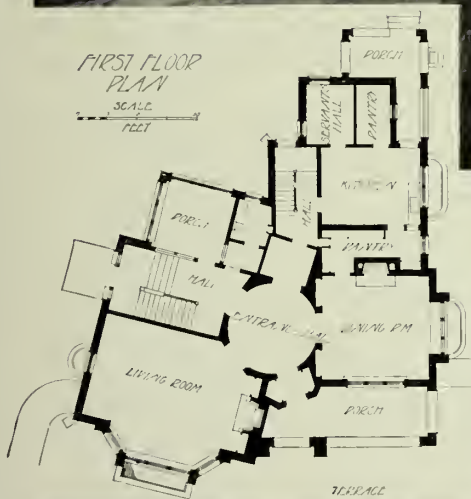 FIRST FLOOR
PLAN
SCALE
FEET
PORCH
SERVANTS
HALL
PANTRY
KITCHEN
HALL
PORCH
PANTRY
HALL
ENTRANCE HALL
DINING RM
LIVING ROOM
PORCH
TERRACE